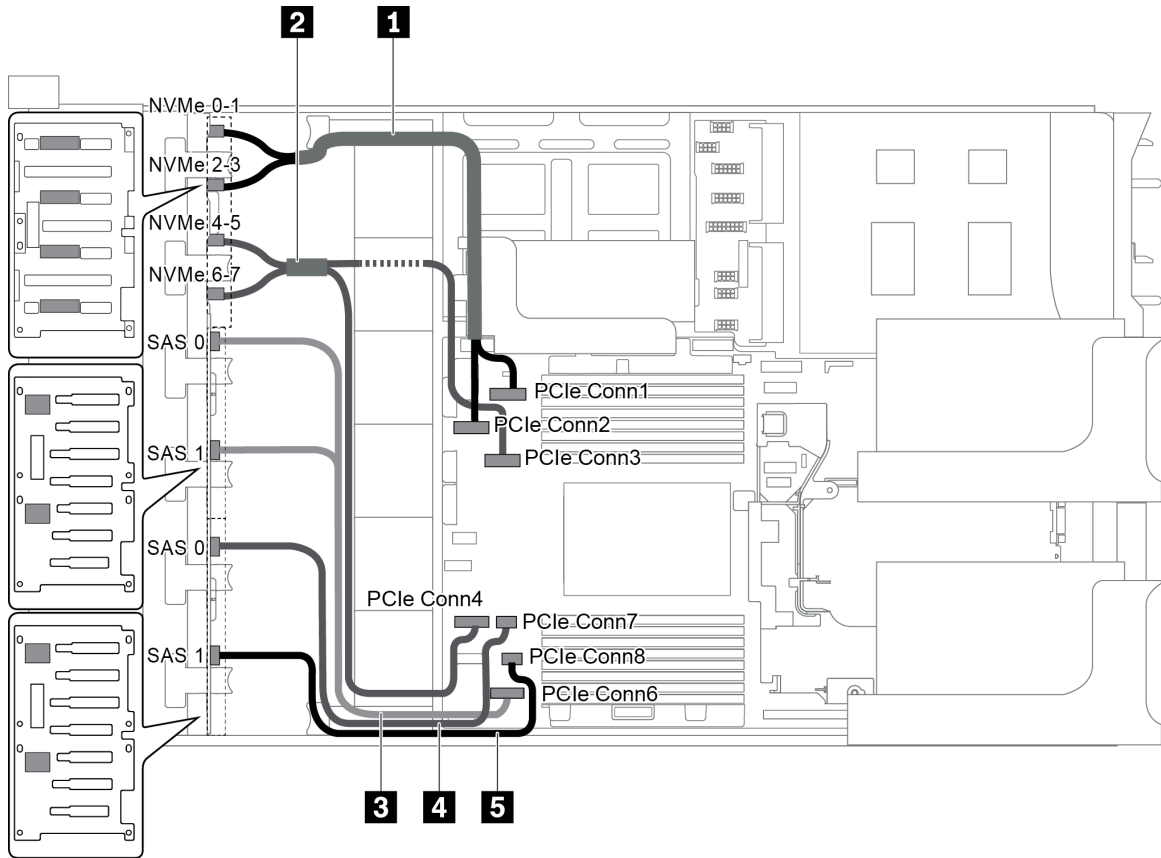 2
1
NVMe 0-1
NVMe 2-3
NVMe 4-5
NVMe 6-7
SAS 0
PCIe Conn1
PCIe Conn2
SAS 1
PCIe Conn3
SAS 0
PCIe Conn4
PCIe Conn7
SAS 1
PCIe Conn8
PCIe Conn6
3
4
5